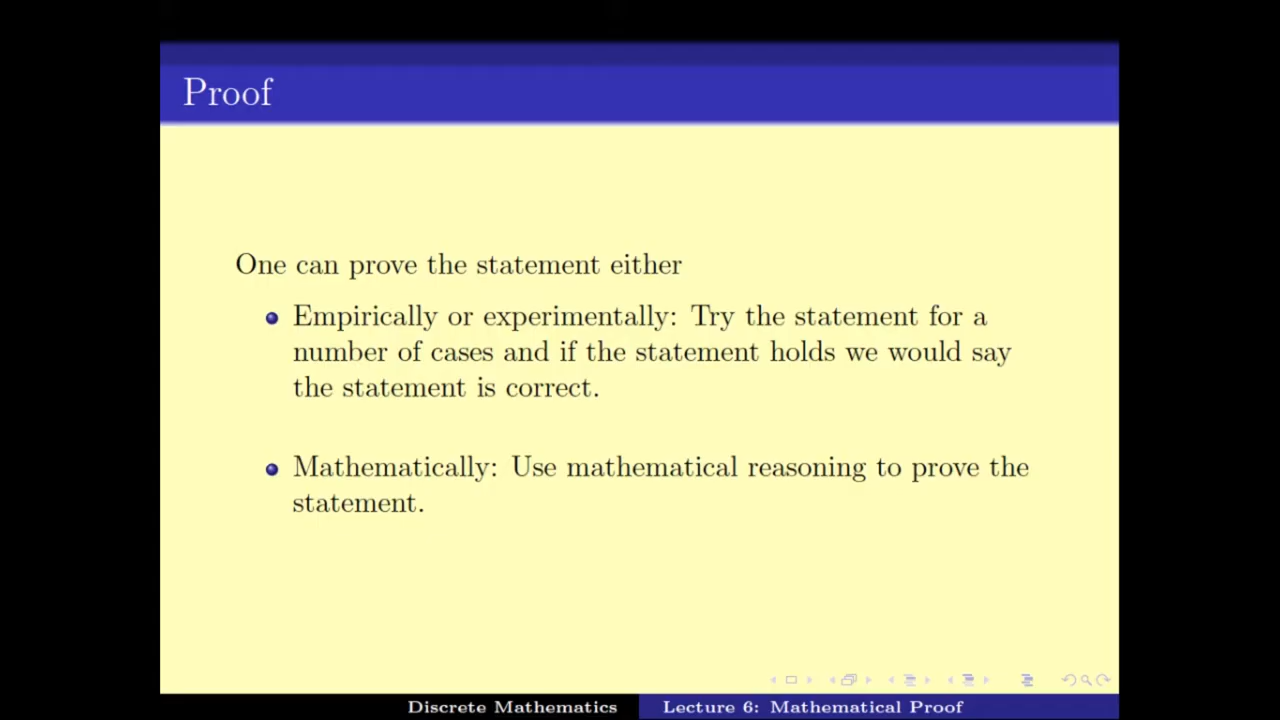 Proof
One can prove the statement either
Empirically or experimentally: Try the statement for a
number of cases and if the statement holds we would say
the statement is correct.
Mathematically: Use mathematical reasoning to prove the
statement.
Discrete Mathematics
Lecture 6: Mathematical Proof